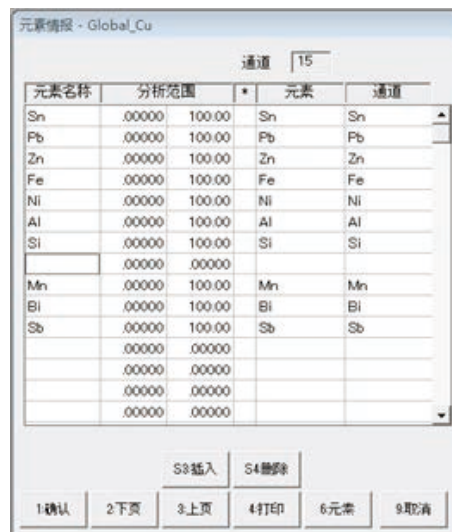 元素情报 - Global_Cu
通道 15
元素名称 分析范围 * 元素 通道
Sn .00000 100.00 Sn Sn
Pb .00000 100.00 Pb Pb
Zn .00000 100.00 Zn Zn
Fe .00000 100.00 Fe Fe
Ni .00000 100.00 Ni Ni
Al .00000 100.00 Al Al
Si .00000 100.00 Si Si
.00000 .00000
Mn .00000 100.00 Mn Mn
Bi .00000 100.00 Bi Bi
Sb .00000 100.00 Sb Sb
.00000 .00000
.00000 .00000
.00000 .00000
.00000 .00000
S3:插入 S4:删除
1:确认 2:下页 3:上页 4:打印 6:元素 9:取消